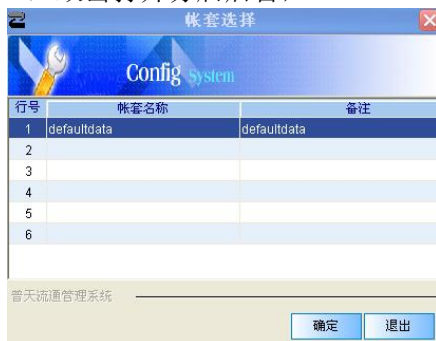 帐套选择
Config System
行号 帐套名称 备注
1 defaultdata defaultdata
2
3
4
5
6
普天流通管理系统
确定 退出